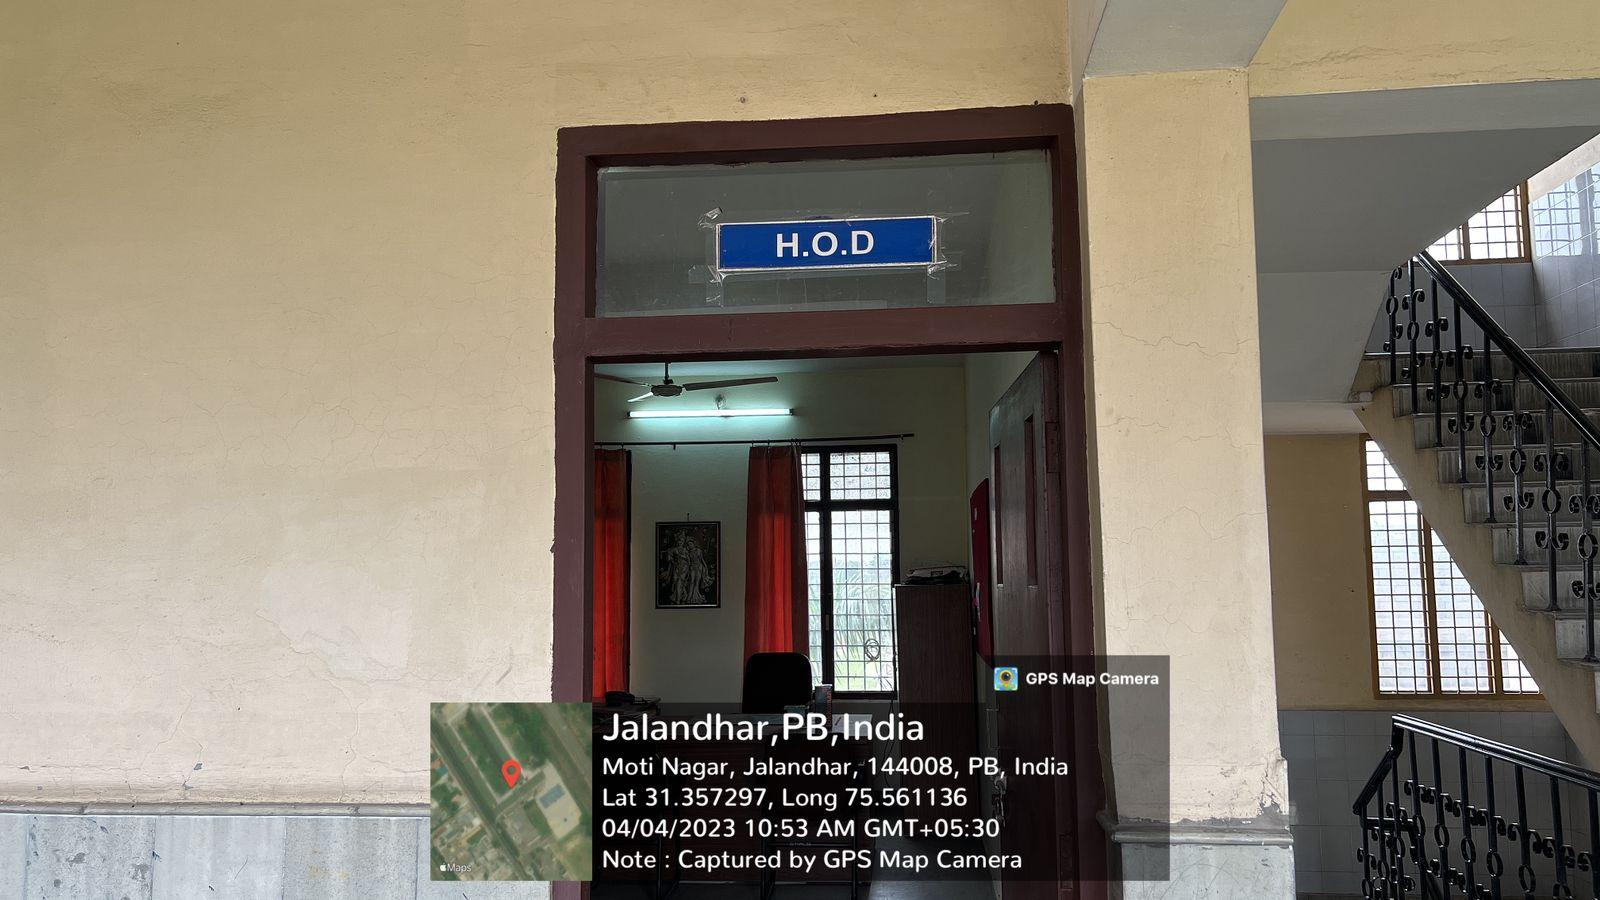 H.O.D
GPS Map Camera
Jalandhar,PB,India
Moti Nagar, Jalandhar, 144008, PB, India
Lat 31.357297, Long 75.561136
04/04/2023 10:53 AM GMT+05:30
Note : Captured by GPS Map Camera
Maps